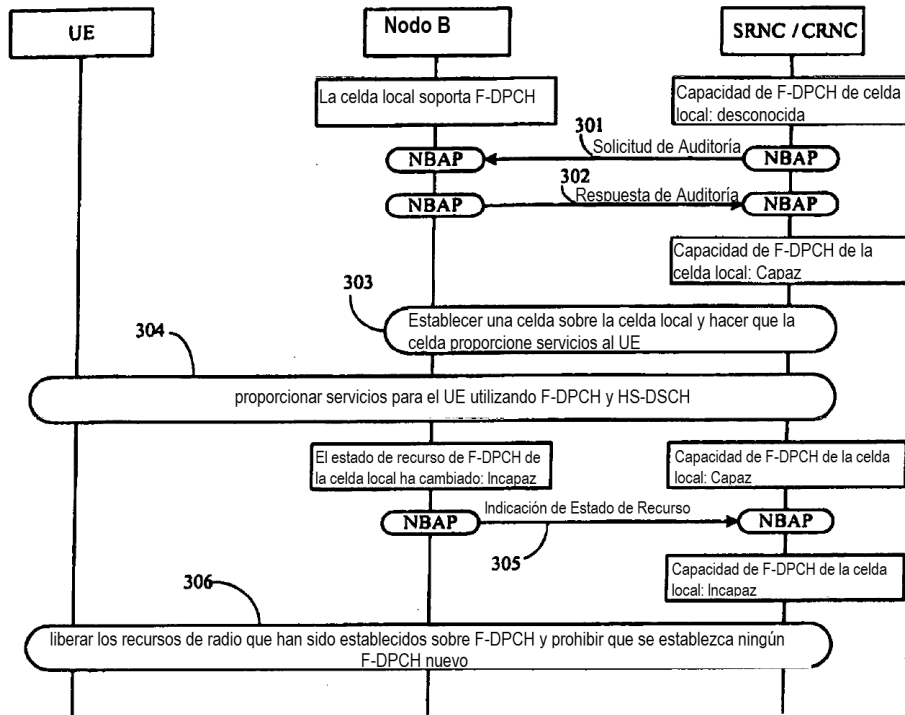 UE
Nodo B
SRNC / CRNC
La celda local soporta F-DPCH
Capacidad de F-DPCH de celda
local: desconocida
301
Solicitud de Auditoría
NBAP
NBAP
302
Respuesta de Auditoría
NBAP
NBAP
Capacidad de F-DPCH de la
celda local: Capaz
303
Establecer una celda sobre la celda local y hacer que la
celda proporcione servicios al UE
304
proporcionar servicios para el UE utilizando F-DPCH y HS-DSCH
El estado de recurso de F-DPCH de
la celda local ha cambiado: Incapaz
Capacidad de F-DPCH de la celda
local: Capaz
Indicación de Estado de Recurso
NBAP
NBAP
305
Capacidad de F-DPCH de la celda
local: Incapaz
306
liberar los recursos de radio que han sido establecidos sobre F-DPCH y prohibir que se establezca ningún
F-DPCH nuevo